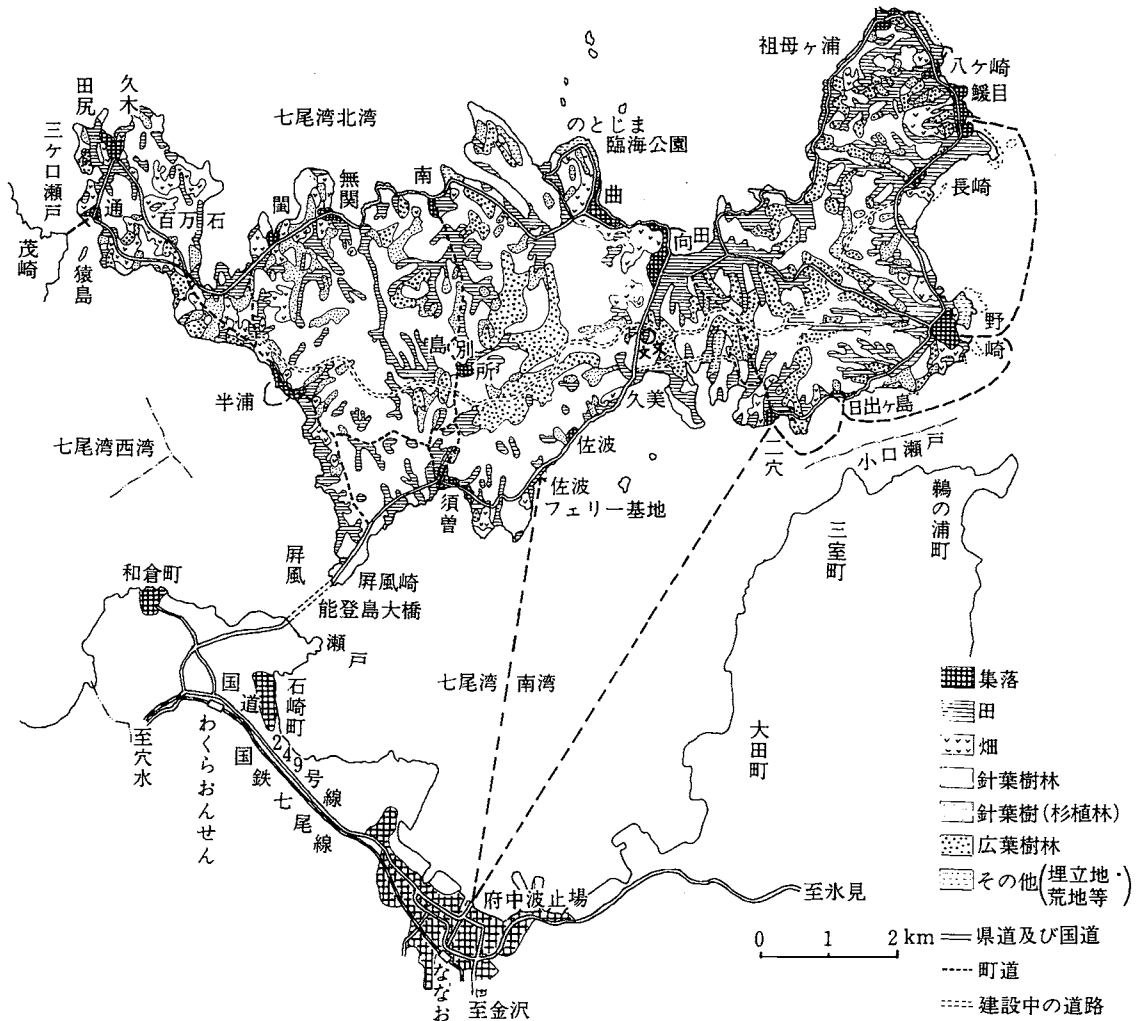 祖母ヶ浦
八ケ崎
鰀目
長崎
野崎
日出ヶ島
小口瀬戸
二穴
鵜の浦町
三室町
大田町
のとじま
臨海公園
曲
向田
七尾湾北湾
南
無関
閨
久木
田尻
三ケ口瀬戸
通
百万石
茂崎
猿島
半浦
島別所
久美
佐波
佐波
フェリー基地
須曽
七尾湾西湾
屏風
屏風崎
能登島大橋
瀬戸
和倉町
石崎町
国道249号線
国鉄七尾線
至穴水
わくらおんせん
七尾湾南湾
府中波止場
至氷見
ななお
至金沢
集落
田
畑
針葉樹林
針葉樹(杉植林)
広葉樹林
その他(埋立地・荒地等)
0 1 2km
県道及び国道
町道
建設中の道路